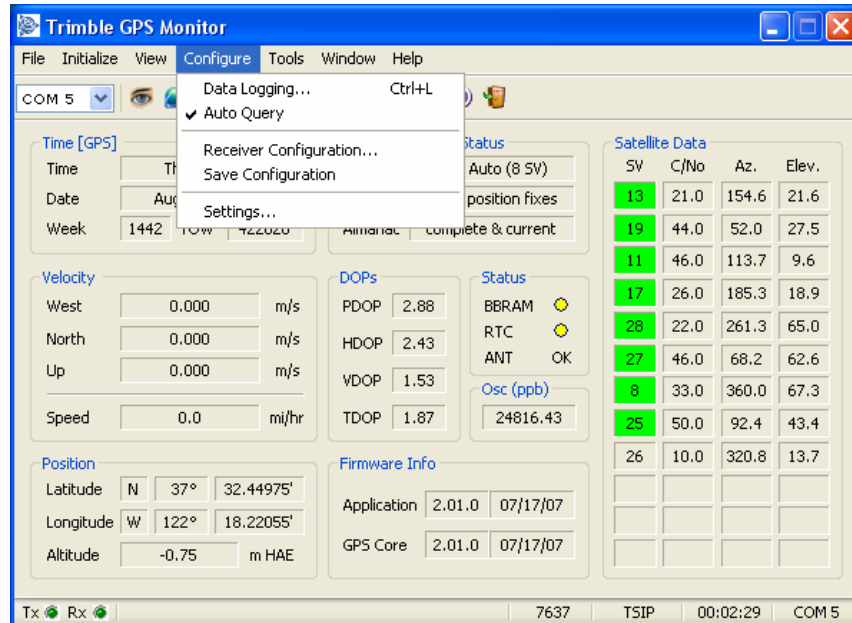 Trimble GPS Monitor
File Initialize View Configure Tools Window Help
COM 5
Data Logging... Ctrl+L
Auto Query
Receiver Configuration...
Save Configuration
Settings...
Time [GPS]
Time
Date
Week 1442 TOW
Status
Auto (8 SV)
position fixes
Almanac complete & current
Velocity
West 0.000 m/s
North 0.000 m/s
Up 0.000 m/s
Speed 0.0 mi/hr
DOPs
PDOP 2.88
HDOP 2.43
VDOP 1.53
TDOP 1.87
Status
BBRAM
RTC
ANT OK
Osc (ppb)
24816.43
Position
Latitude N 37° 32.44975'
Longitude W 122° 18.22055'
Altitude -0.75 m HAE
Firmware Info
Application 2.01.0 07/17/07
GPS Core 2.01.0 07/17/07
Satellite Data
SV C/No Az. Elev.
13 21.0 154.6 21.6
19 44.0 52.0 27.5
11 46.0 113.7 9.6
17 26.0 185.3 18.9
28 22.0 261.3 65.0
27 46.0 68.2 62.6
8 33.0 360.0 67.3
25 50.0 92.4 43.4
26 10.0 320.8 13.7
Tx Rx 7637 TSIP 00:02:29 COM 5